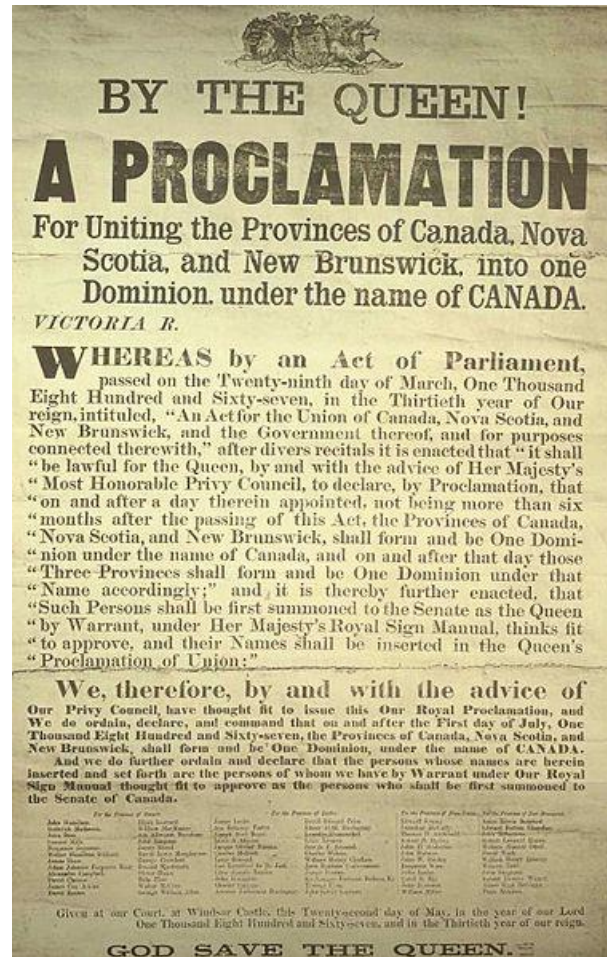 BY THE QUEEN!
A PROCLAMATION
For Uniting the Provinces of Canada, Nova
Scotia, and New Brunswick, into one
Dominion, under the name of CANADA.
VICTORIA R.
WHEREAS by an Act of Parliament,
passed on the Twenty-ninth day of March, One Thousand
Eight Hundred and Sixty-seven, in the Thirtieth year of Our
reign, intituled, "An Act for the Union of Canada, Nova Scotia, and
New Brunswick, and the Government thereof, and for purposes
connected therewith," after divers recitals it is enacted that "it shall
"be lawful for the Queen, by and with the advice of Her Majesty's
"Most Honorable Privy Council, to declare, by Proclamation, that
"on and after a day therein appointed, not being more than six
"months after the passing of this Act, the Provinces of Canada,
"Nova Scotia, and New Brunswick, shall form and be One Domi-
"nion under the name of Canada, and on and after that day those
"Three Provinces shall form and be One Dominion under that
"Name accordingly;" and it is thereby further enacted, that
"Such Persons shall be first summoned to the Senate as the Queen
"by Warrant, under Her Majesty's Royal Sign Manual, thinks fit
"to approve, and their Names shall be inserted in the Queen's
"Proclamation of Union:"
We, therefore, by and with the advice of
Our Privy Council, have thought fit to issue this Our Royal Proclamation, and
We do ordain, declare, and command that on and after the First day of July, One
Thousand Eight Hundred and Sixty-seven, the Provinces of Canada, Nova Scotia, and
New Brunswick, shall form and be One Dominion, under the name of CANADA.
And we do further ordain and declare that the persons whose names are herein
inserted and set forth are the persons of whom we have by Warrant under Our Royal
Sign Manual thought fit to approve as the persons who shall be first summoned to
the Senate of Canada.
Given at our Court, at Windsor Castle, this Twenty-second day of May, in the year of our Lord
One Thousand Eight Hundred and Sixty-seven, and in the Thirtieth year of our reign.
GOD SAVE THE QUEEN.